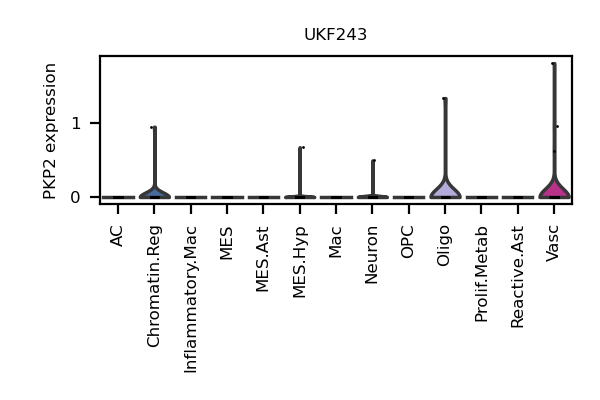 UKF243
PKP2 expression
1
0
AC
Chromatin.Reg
Inflammatory.Mac
MES
MES.Ast
MES.Hyp
Mac
Neuron
OPC
Oligo
Prolif.Metab
Reactive.Ast
Vasc